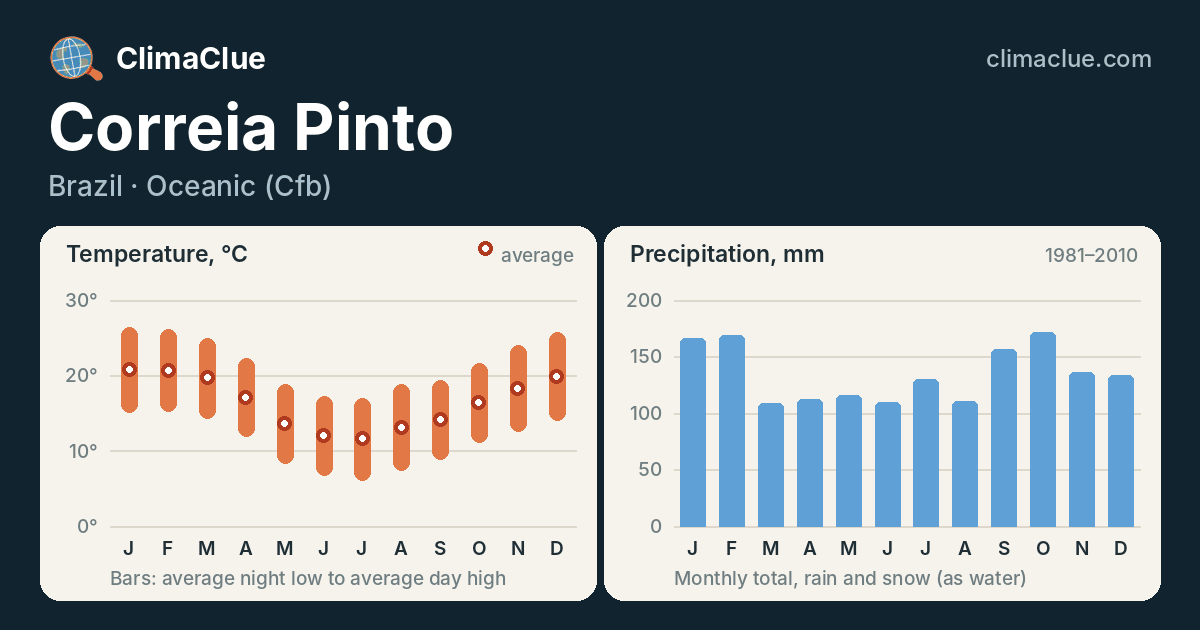 ClimaClue
climaclue.com
Correia Pinto
Brazil · Oceanic (Cfb)
Temperature, °C
average
30°
20°
10°
0°
J F M A M J J A S O N D
Bars: average night low to average day high
Precipitation, mm
1981–2010
200
150
100
50
0
J F M A M J J A S O N D
Monthly total, rain and snow (as water)